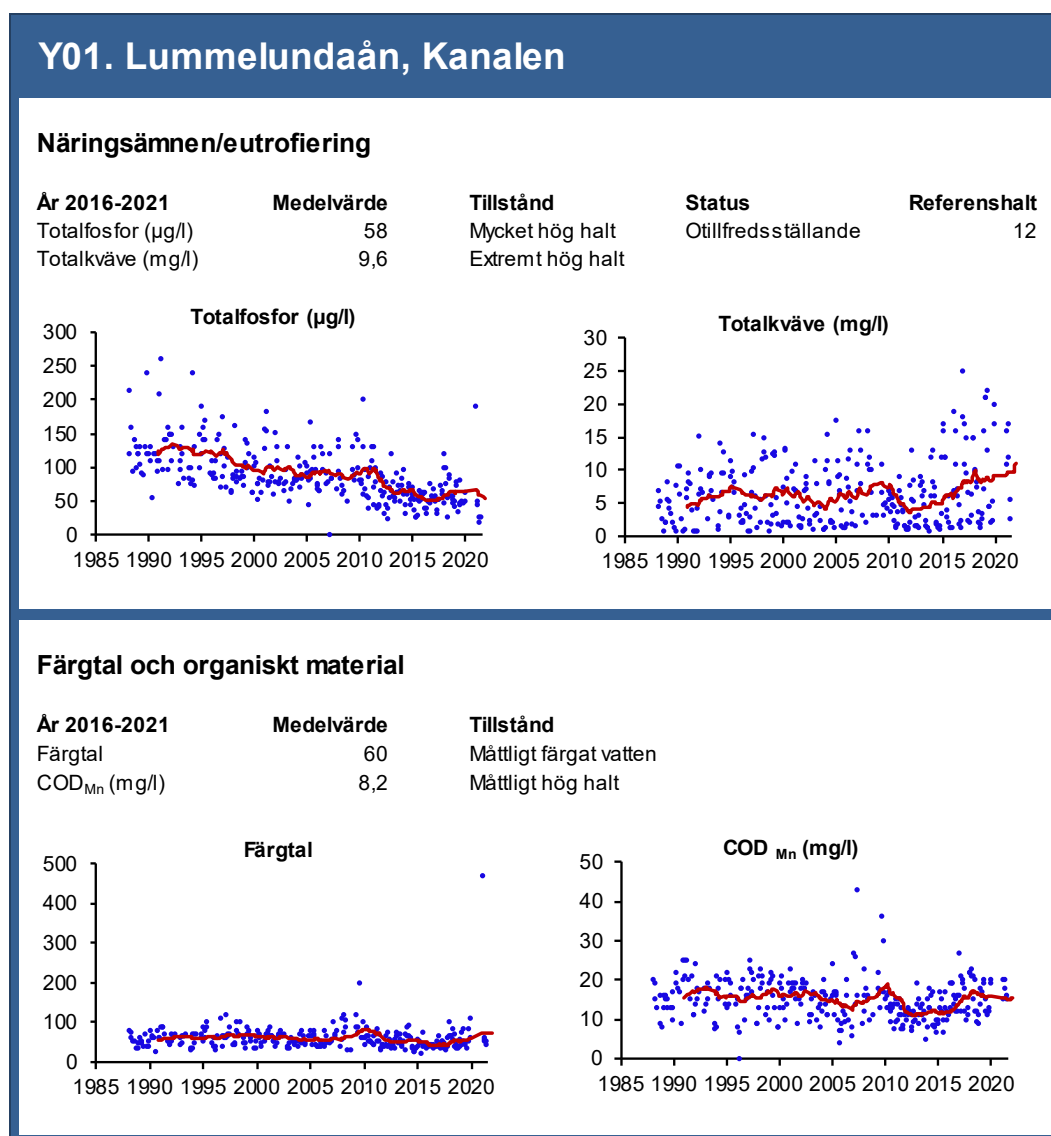 Y01. Lummelundaån, Kanalen
Näringsämnen/eutrofiering
År 2016-2021 Medelvärde Tillstånd Status Referenshalt
Totalfosfor (µg/l) 58 Mycket hög halt Otillfredsställande 12
Totalkväve (mg/l) 9,6 Extremt hög halt
Totalfosfor (µg/l)
300
250
200
150
100
50
0
1985 1990 1995 2000 2005 2010 2015 2020
Totalkväve (mg/l)
30
25
20
15
10
5
0
1985 1990 1995 2000 2005 2010 2015 2020
Färgtal och organiskt material
År 2016-2021 Medelvärde Tillstånd
Färgtal 60 Måttligt färgat vatten
COD Mn (mg/l) 8,2 Måttligt hög halt
Färgtal
500
400
300
200
100
0
1985 1990 1995 2000 2005 2010 2015 2020
COD Mn (mg/l)
50
40
30
20
10
0
1985 1990 1995 2000 2005 2010 2015 2020